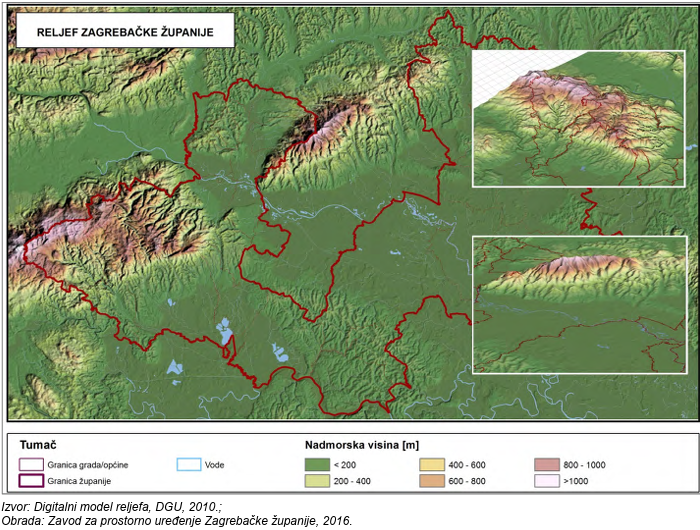 RELJEF ZAGREBAČKE ŽUPANIJE
Tumač
Granica grada/općine
Granica županije
Vode
Nadmorska visina [m]
< 200
200 - 400
400 - 600
600 - 800
800 - 1000
>1000
Izvor: Digitalni model reljefa, DGU, 2010.;
Obrada: Zavod za prostorno uređenje Zagrebačke županije, 2016.